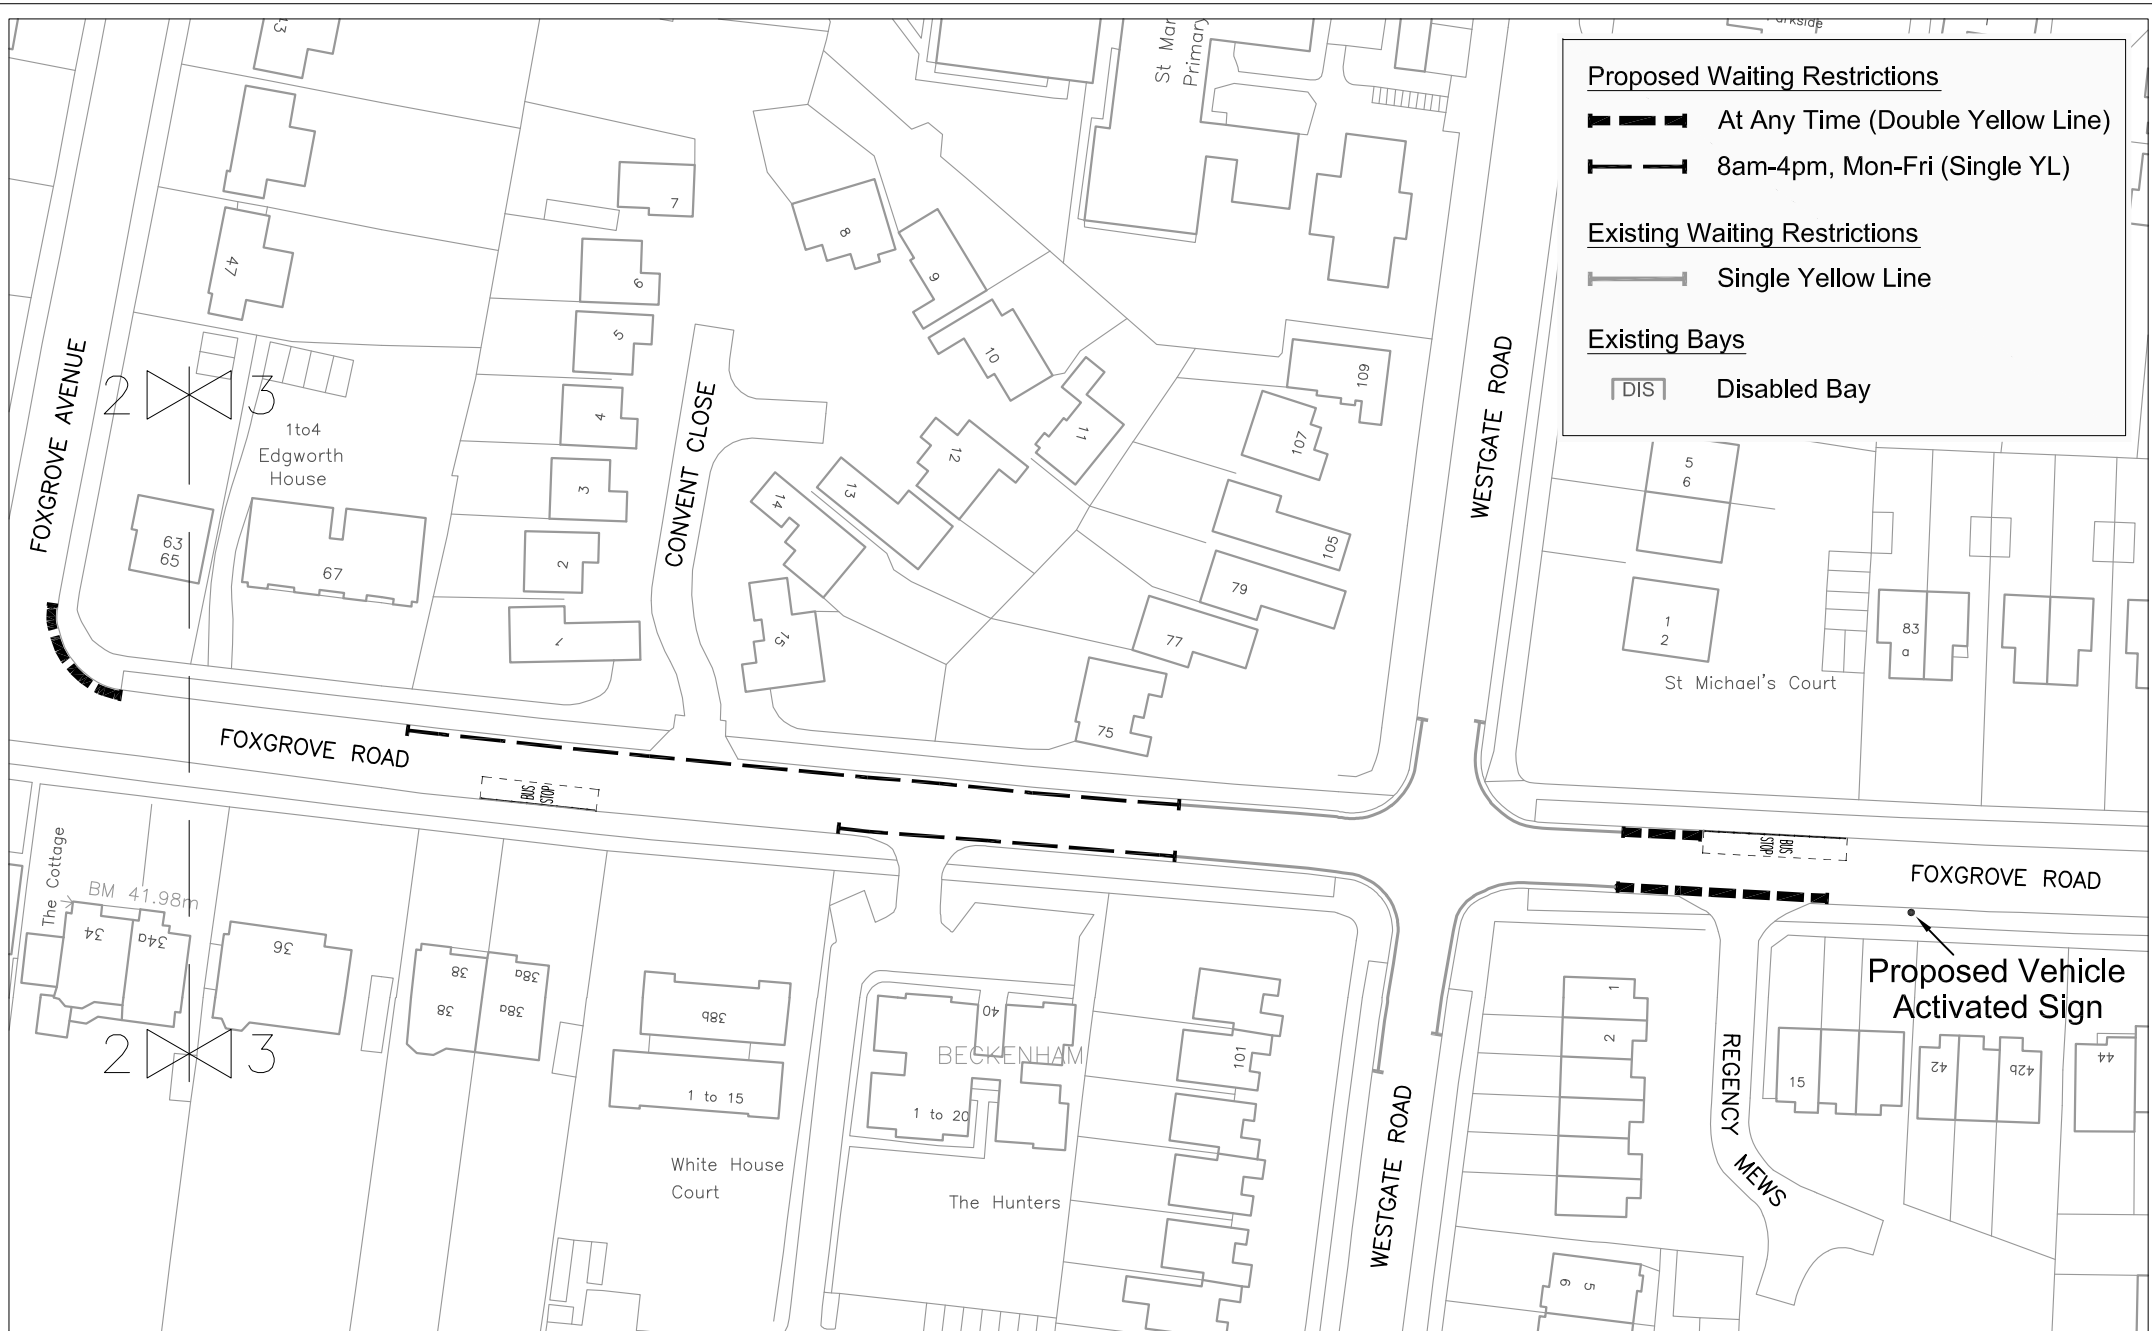 Proposed Waiting Restrictions
At Any Time (Double Yellow Line)
8am-4pm, Mon-Fri (Single YL)
Existing Waiting Restrictions
Single Yellow Line
Existing Bays
DIS
Disabled Bay
13
St Mar
Primary
7
8
47
6
9
5
10
FOXGROVE AVENUE
2
3
WESTGATE ROAD
109
4
1to4
Edgworth
House
CONVENT CLOSE
11
107
12
5
6
3
13
14
63
65
67
2
105
79
1
15
77
1
2
83
a
St Michael's Court
75
FOXGROVE ROAD
BUS
STOP
BUS
STOP
FOXGROVE ROAD
The Cottage
BM 41.98m
34
34a
36
38
38a
38
38a
38b
40
BECKENHAM
101
1
2
Proposed Vehicle
Activated Sign
2
3
1 to 15
1 to 20
REGENCY
MEWS
15
42
42b
44
White House
Court
The Hunters
WESTGATE ROAD
6
5